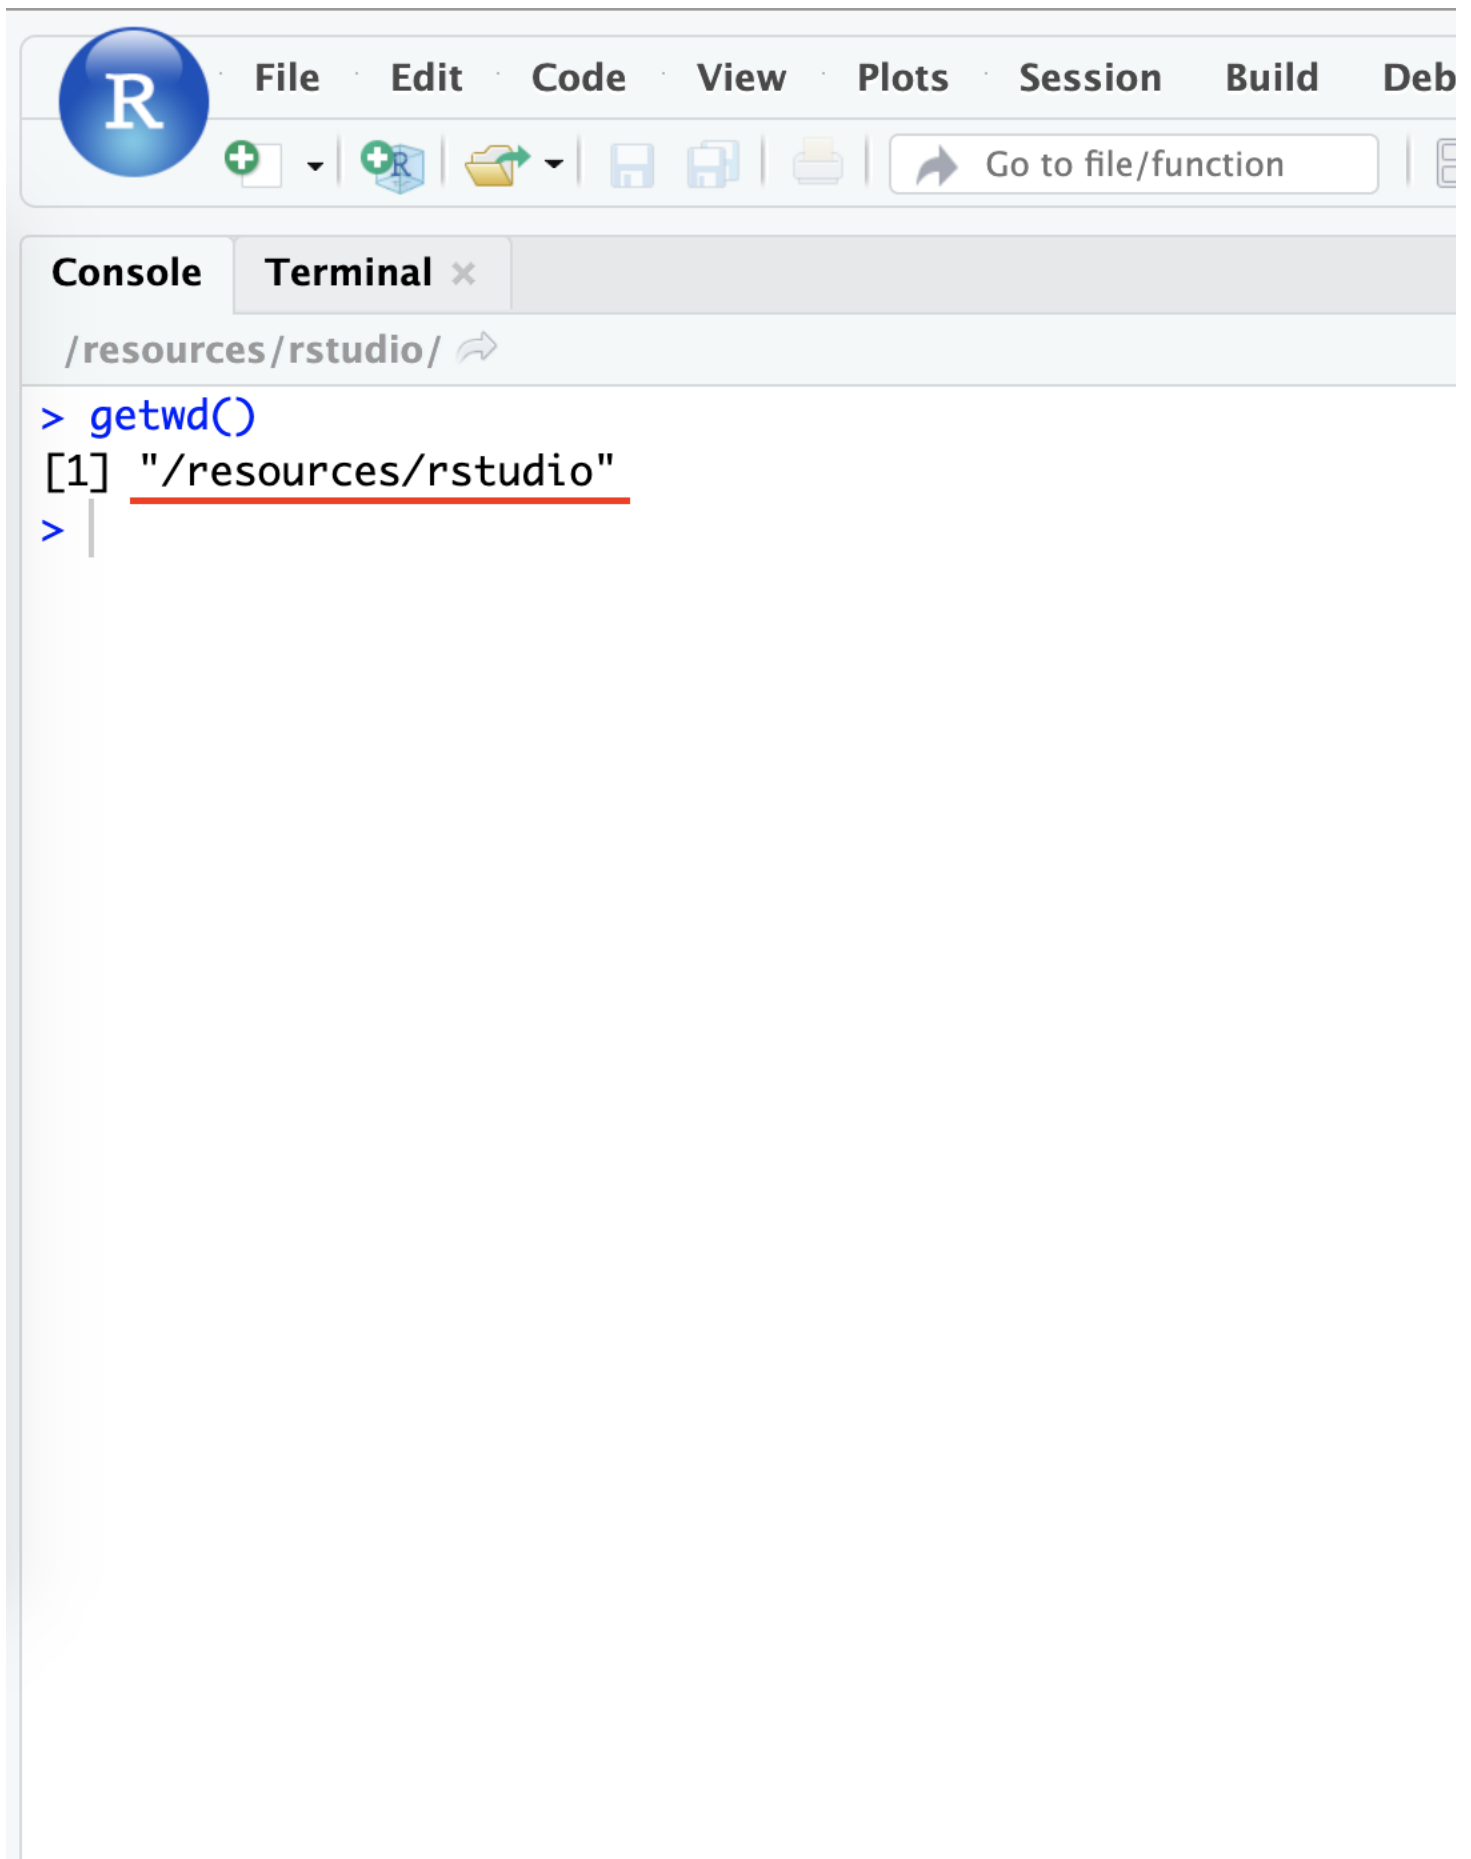 R File Edit Code View Plots Session Build Deb
R Go to file/function
Console Terminal
/resources/rstudio/
> getwd()
[1] "/resources/rstudio"
>